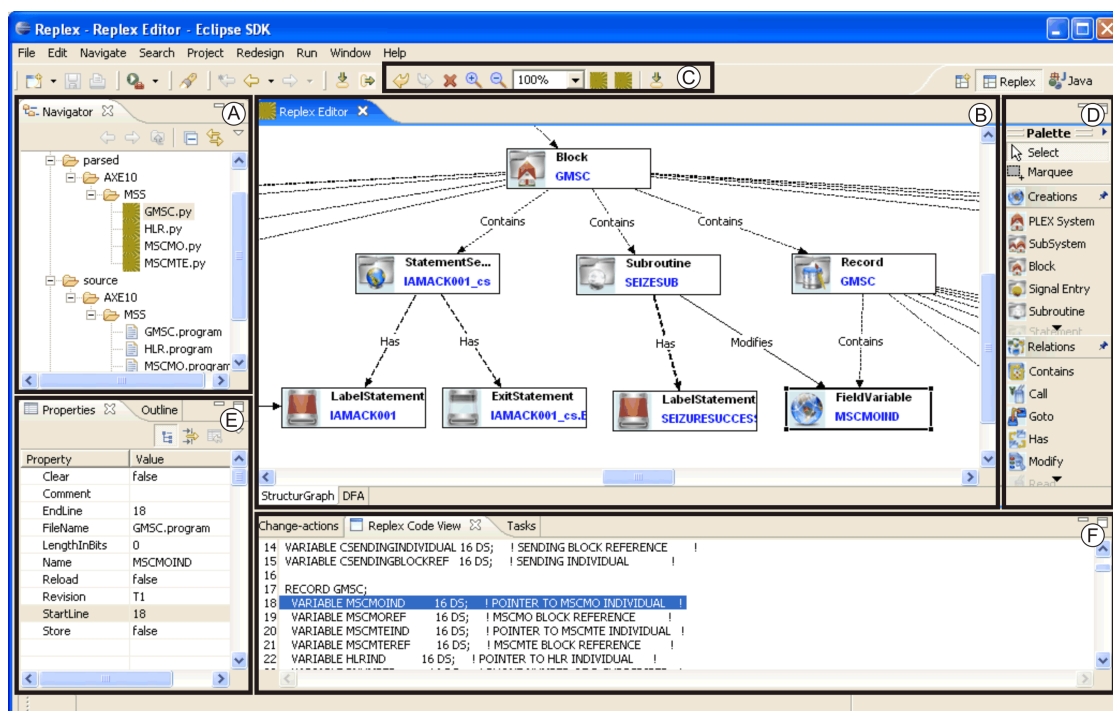 Replex - Replex Editor - Eclipse SDK
File Edit Navigate Search Project Redesign Run Window Help
100%
C
Replex
Java
A
Navigator
parsed
AXE10
MSS
GMSC.py
HLR.py
MSCMO.py
MSCMTE.py
source
AXE10
MSS
GMSC.program
HLR.program
MSCMO.program
B
Replex Editor
Block
GMSC
Contains
Contains
Contains
StatementSe...
IAMACK001_cs
Subroutine
SEIZESUB
Record
GMSC
Has
Has
Has
Modifies
Contains
LabelStatement
IAMACK001
ExitStatement
IAMACK001_cs.E
LabelStatement
SEIZURESUCCES
FieldVariable
MSCMOIND
StructurGraph DFA
D
Palette
Select
Marquee
Creations
PLEX System
SubSystem
Block
Signal Entry
Subroutine
Statement
Relations
Contains
Call
Goto
Has
Modify
Read
E
Properties Outline
Property Value
Clear false
Comment
EndLine 18
FileName GMSC.program
LengthInBits 0
Name MSCMOIND
Reload false
Revision T1
StartLine 18
Store false
F
Change-actions Replex Code View Tasks
14 VARIABLE CSENDINGINDIVIDUAL 16 DS; ! SENDING BLOCK REFERENCE !
15 VARIABLE CSENDINGBLOCKREF 16 DS; ! SENDING INDIVIDUAL !
16
17 RECORD GMSC;
18 VARIABLE MSCMOIND 16 DS; ! POINTER TO MSCMO INDIVIDUAL !
19 VARIABLE MSCMOREF 16 DS; ! MSCMO BLOCK REFERENCE !
20 VARIABLE MSCMTEIND 16 DS; ! POINTER TO MSCMTE INDIVIDUAL !
21 VARIABLE MSCMTEREF 16 DS; ! MSCMTE BLOCK REFERENCE !
22 VARIABLE HLRIND 16 DS; ! POINTER TO HLR INDIVIDUAL !